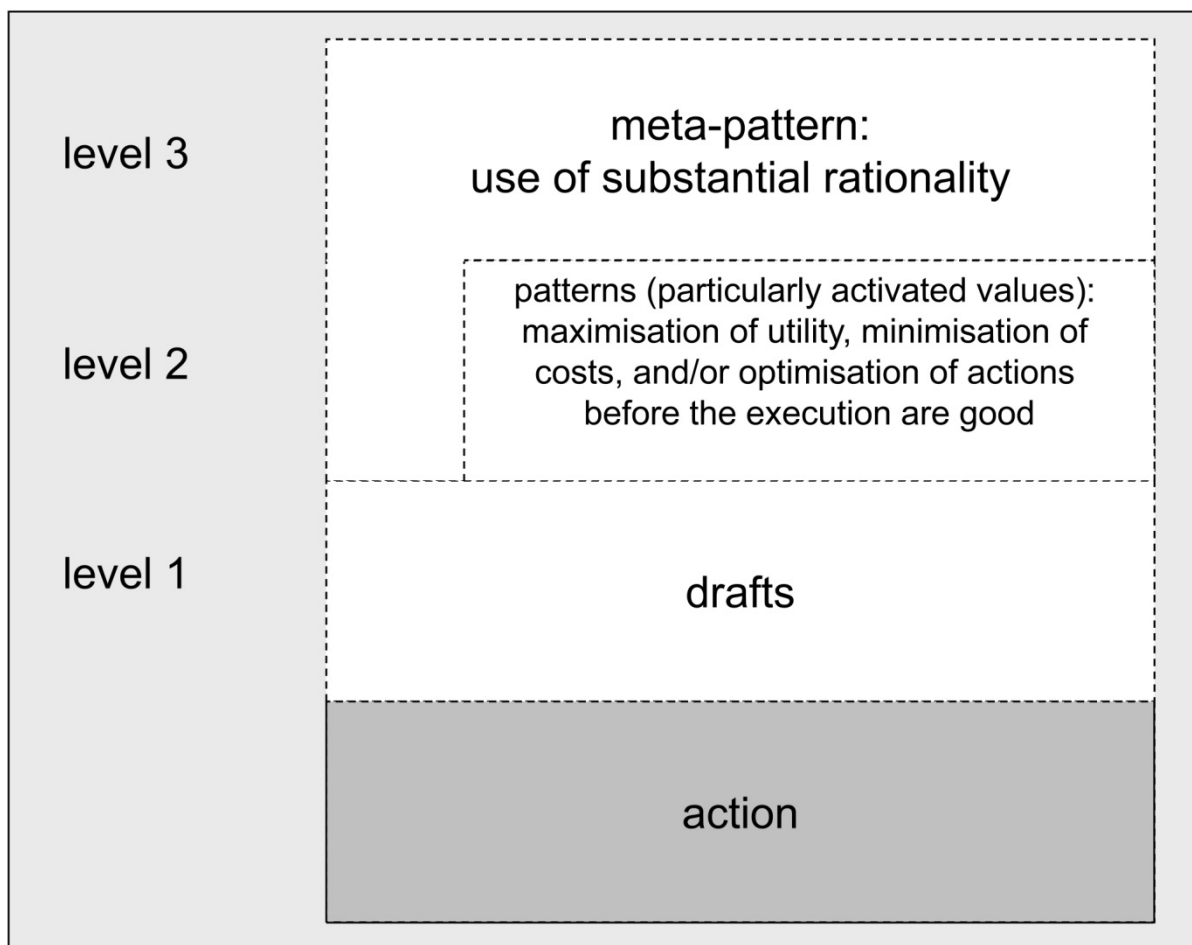 level 3
meta-pattern:
use of substantial rationality
level 2
patterns (particularly activated values):
maximisation of utility, minimisation of
costs, and/or optimisation of actions
before the execution are good
level 1
drafts
action